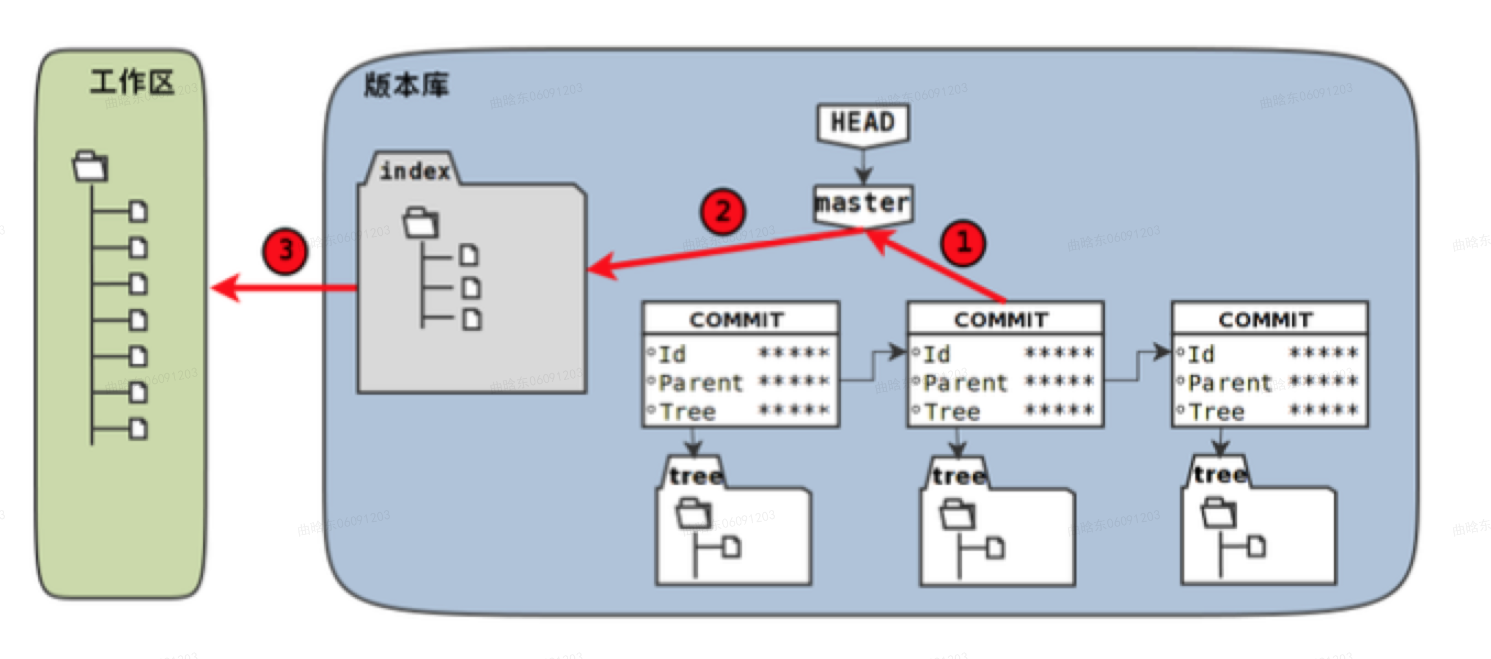 工作区
版本库
HEAD
index
master
2
1
3
COMMIT
Id *****
Parent *****
Tree *****
COMMIT
Id *****
Parent *****
Tree *****
COMMIT
Id *****
Parent *****
Tree *****
tree
tree
tree
曲晗东06091203